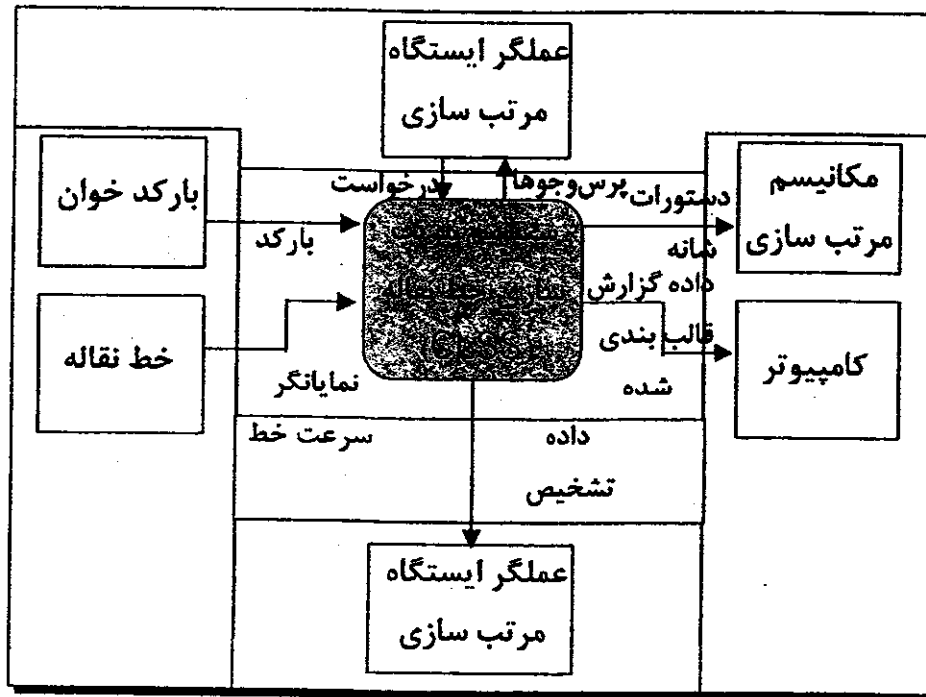 عملگر ایستگاه
مرتب سازی
مکانیسم
مرتب سازی
بارکد خوان
درخواست
پرس‌وجوها
دستورات
شانه
بارکد
داده گزارش
قالب بندی
شده
کامپیوتر
خط نقاله
نمایانگر
سرعت خط
داده
تشخیص
عملگر ایستگاه
مرتب سازی